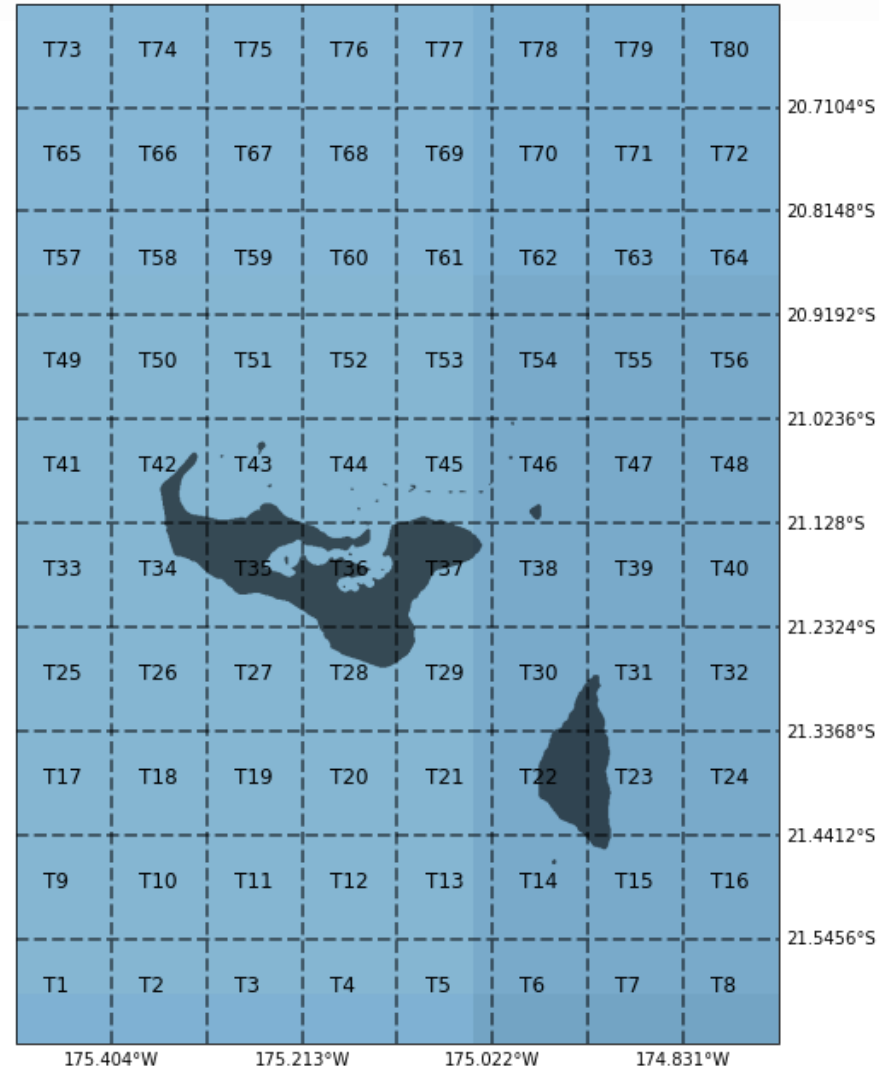 T73 T74 T75 T76 T77 T78 T79 T80
20.7104°S
T65 T66 T67 T68 T69 T70 T71 T72
20.8148°S
T57 T58 T59 T60 T61 T62 T63 T64
20.9192°S
T49 T50 T51 T52 T53 T54 T55 T56
21.0236°S
T41 T42 T43 T44 T45 T46 T47 T48
21.128°S
T33 T34 T35 T36 T37 T38 T39 T40
21.2324°S
T25 T26 T27 T28 T29 T30 T31 T32
21.3368°S
T17 T18 T19 T20 T21 T22 T23 T24
21.4412°S
T9 T10 T11 T12 T13 T14 T15 T16
21.5456°S
T1 T2 T3 T4 T5 T6 T7 T8
175.404°W 175.213°W 175.022°W 174.831°W